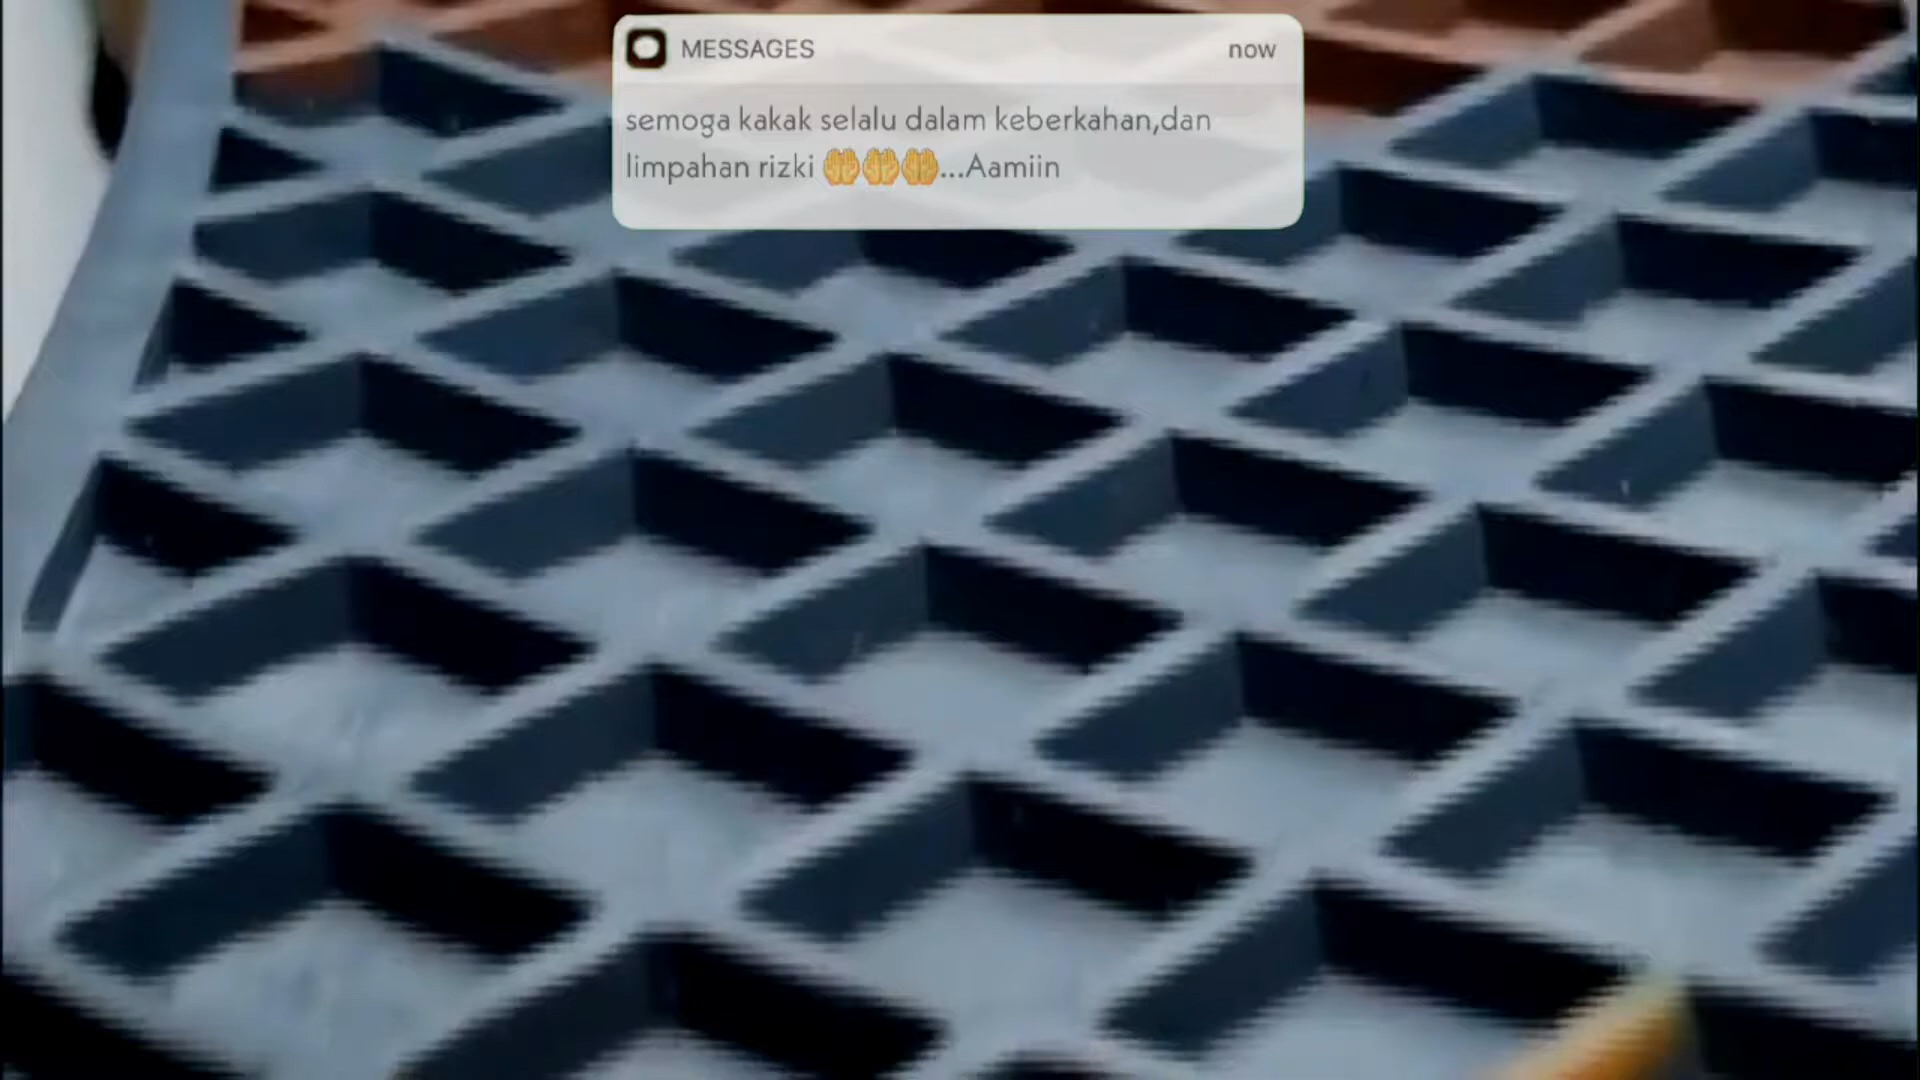 MESSAGES now
semoga kakak selalu dalam keberkahan,dan
limpahan rizki 🤲🤲🤲...Aamiin